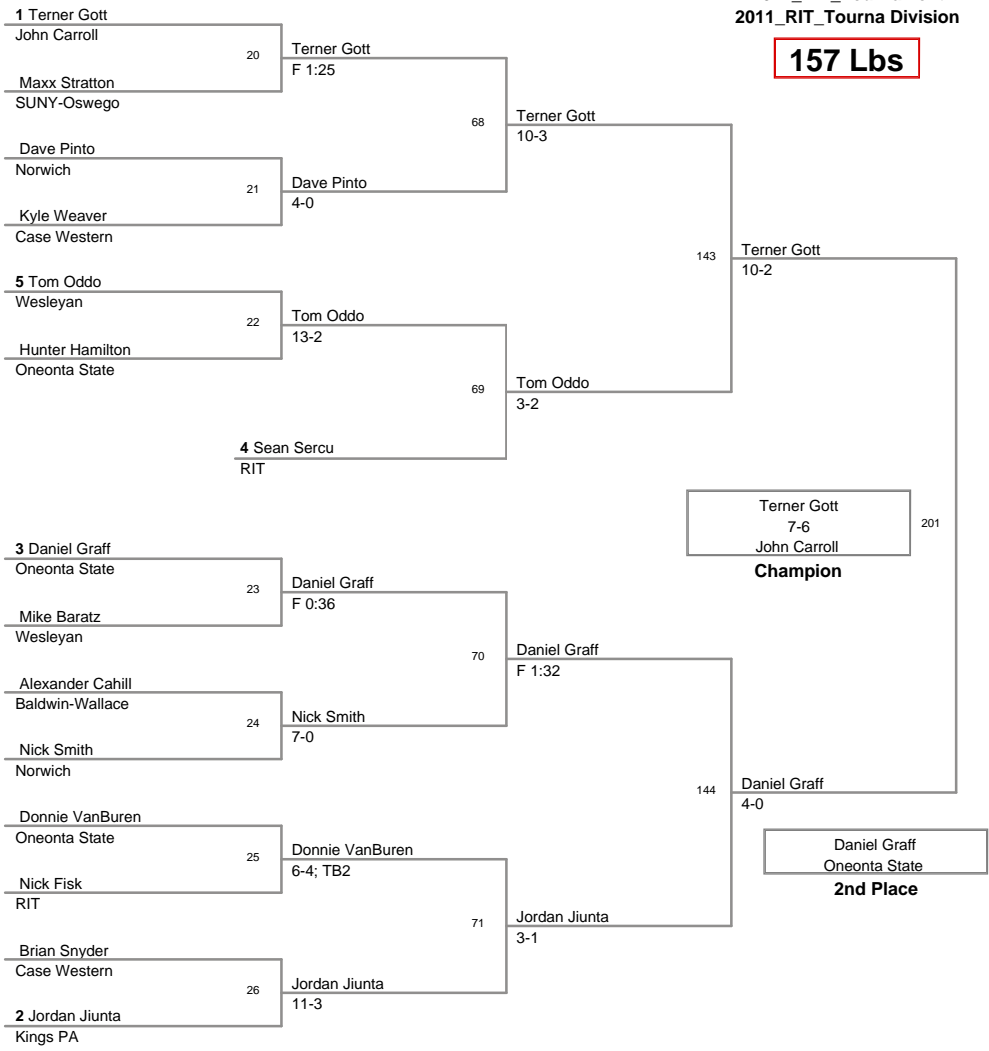 2011_RIT_Tourna Division
157 Lbs
1 Terner Gott
John Carroll
20
Maxx Stratton
SUNY-Oswego
Terner Gott
F 1:25
Dave Pinto
Norwich
21
Kyle Weaver
Case Western
Dave Pinto
4-0
68
Terner Gott
10-3
5 Tom Oddo
Wesleyan
22
Hunter Hamilton
Oneonta State
Tom Oddo
13-2
4 Sean Sercu
RIT
69
Tom Oddo
3-2
143
Terner Gott
10-2
3 Daniel Graff
Oneonta State
23
Mike Baratz
Wesleyan
Daniel Graff
F 0:36
Alexander Cahill
Baldwin-Wallace
24
Nick Smith
Norwich
Nick Smith
7-0
70
Daniel Graff
F 1:32
Donnie VanBuren
Oneonta State
25
Nick Fisk
RIT
Donnie VanBuren
6-4; TB2
Brian Snyder
Case Western
26
2 Jordan Jiunta
Kings PA
Jordan Jiunta
11-3
71
Jordan Jiunta
3-1
144
Daniel Graff
4-0
201
Terner Gott
7-6
John Carroll
Champion
Daniel Graff
Oneonta State
2nd Place